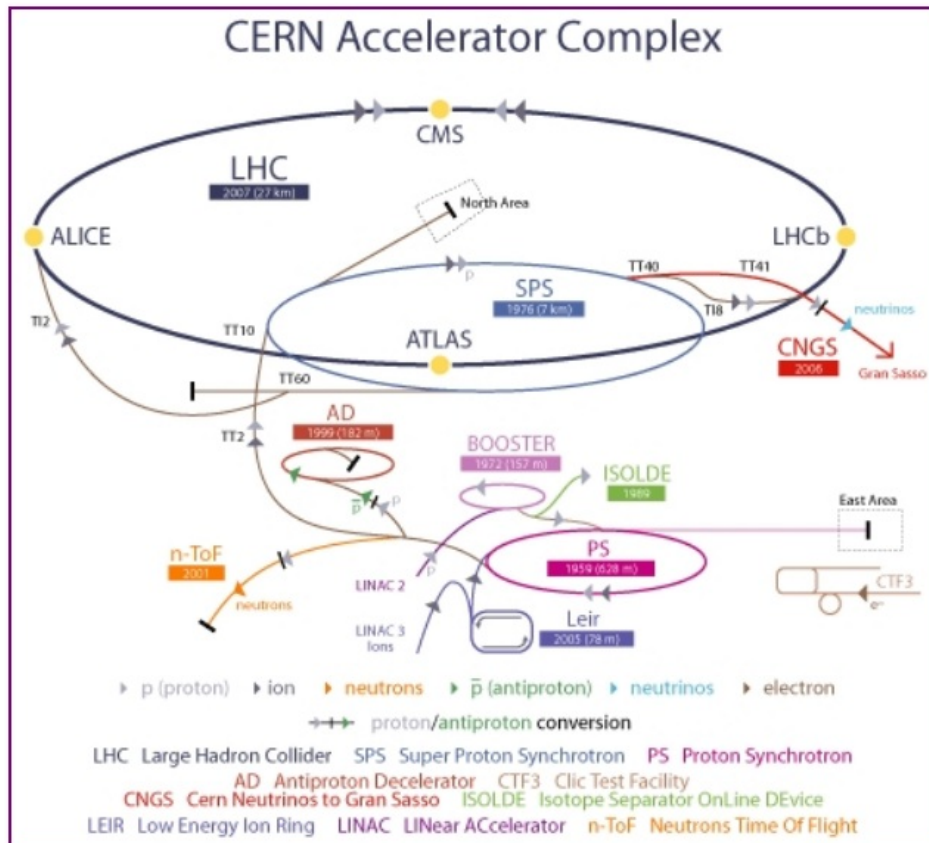 CERN Accelerator Complex
CMS
LHC
2007 (27 km)
North Area
ALICE
LHCb
p
TT40
TT41
SPS
1976 (7 km)
TI8
neutrinos
TI2
TT10
ATLAS
CNGS
2006
Gran Sasso
TT60
AD
1999 (182 m)
TT2
BOOSTER
1972 (157 m)
ISOLDE
1989
p
p̅
East Area
n-ToF
2001
PS
1959 (628 m)
p
LINAC 2
neutrons
CTF3
e⁻
Leir
2005 (78 m)
LINAC 3
Ions
p (proton) ion neutrons p̅ (antiproton) neutrinos electron
proton/antiproton conversion
LHC Large Hadron Collider SPS Super Proton Synchrotron PS Proton Synchrotron
AD Antiproton Decelerator CTF3 Clic Test Facility
CNGS Cern Neutrinos to Gran Sasso ISOLDE Isotope Separator OnLine DEvice
LEIR Low Energy Ion Ring LINAC LINear ACcelerator n-ToF Neutrons Time Of Flight